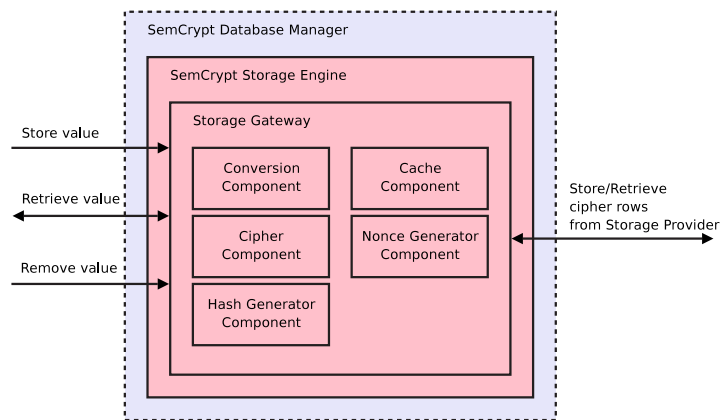 SemCrypt Database Manager
SemCrypt Storage Engine
Storage Gateway
Store value
Retrieve value
Remove value
Conversion
Component
Cache
Component
Cipher
Component
Nonce Generator
Component
Hash Generator
Component
Store/Retrieve
cipher rows
from Storage Provider